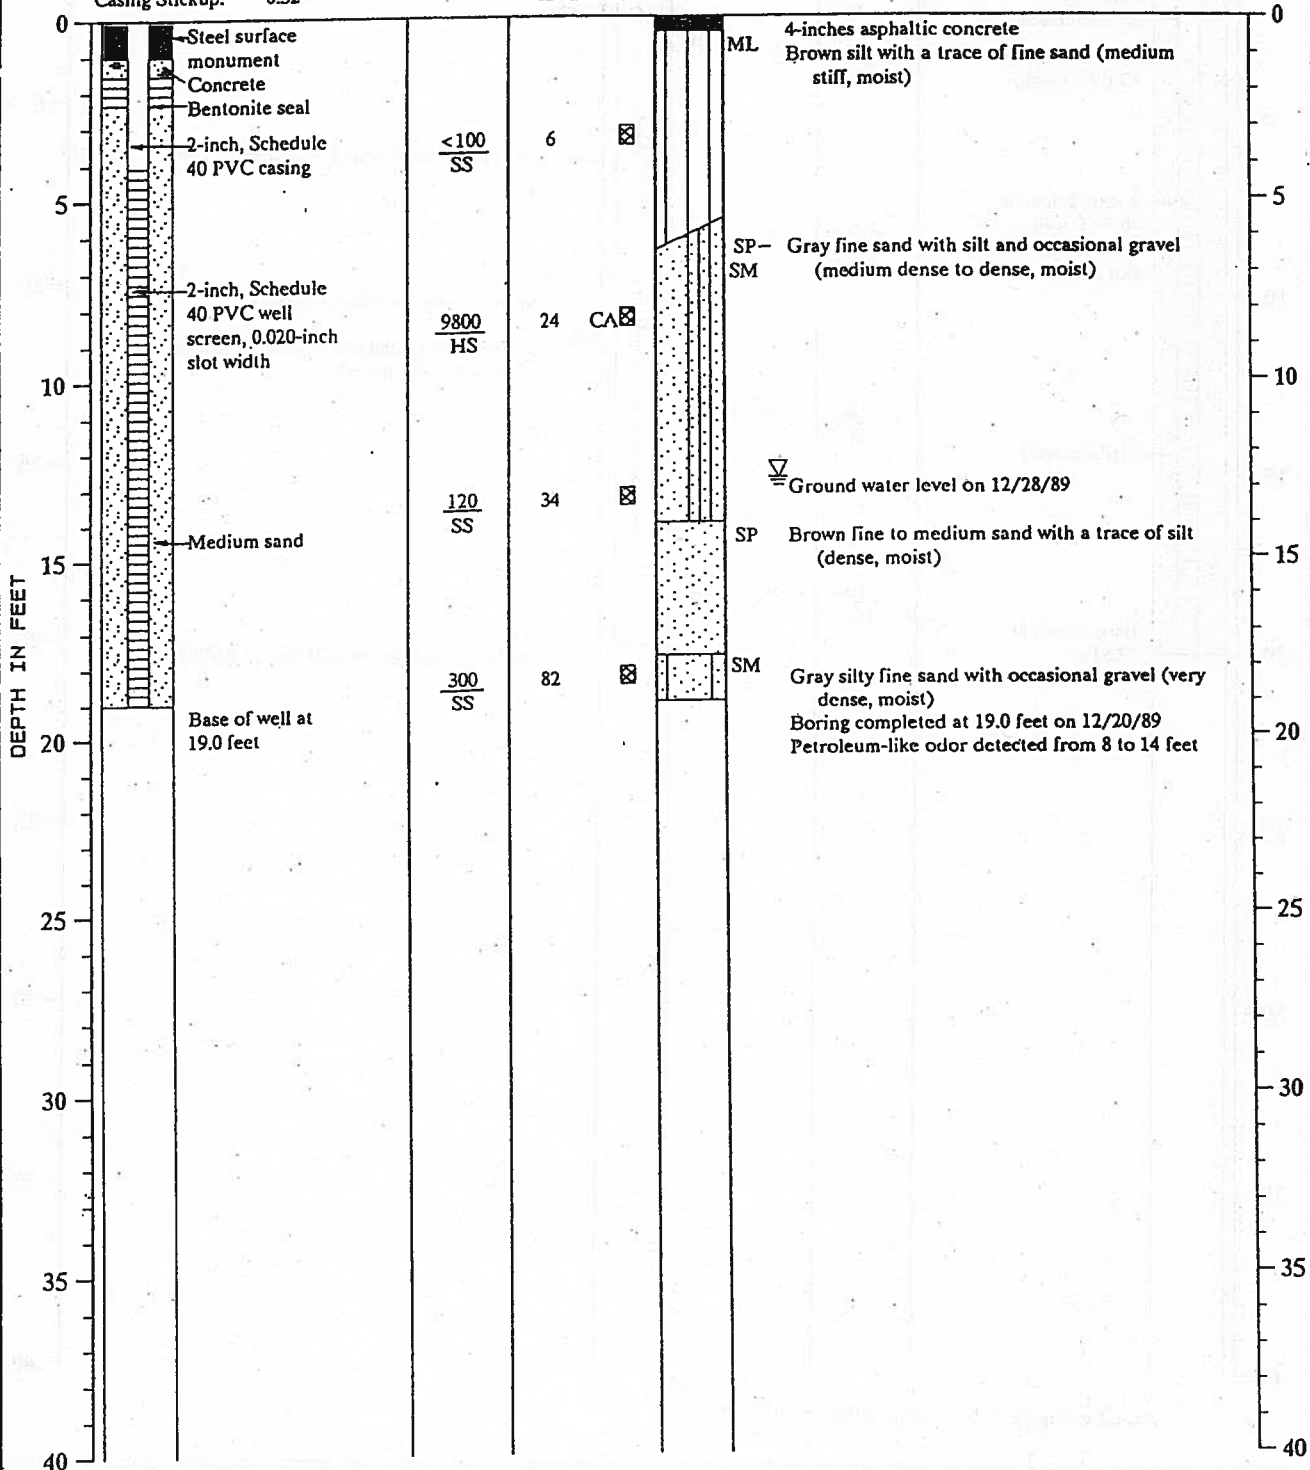 Casing Stickup: 0.32
0
Steel surface
monument
Concrete
Bentonite seal
2-inch, Schedule
40 PVC casing
5
2-inch, Schedule
40 PVC well
screen, 0.020-inch
slot width
10
Medium sand
15
Base of well at
19.0 feet
20
25
30
35
40
DEPTH IN FEET
<100
SS
6
9800
HS
24
CA
120
SS
34
300
SS
82
ML
4-inches asphaltic concrete
Brown silt with a trace of fine sand (medium
stiff, moist)
SP-
SM
Gray fine sand with silt and occasional gravel
(medium dense to dense, moist)
Ground water level on 12/28/89
SP
Brown fine to medium sand with a trace of silt
(dense, moist)
SM
Gray silty fine sand with occasional gravel (very
dense, moist)
Boring completed at 19.0 feet on 12/20/89
Petroleum-like odor detected from 8 to 14 feet
0
5
10
15
20
25
30
35
40